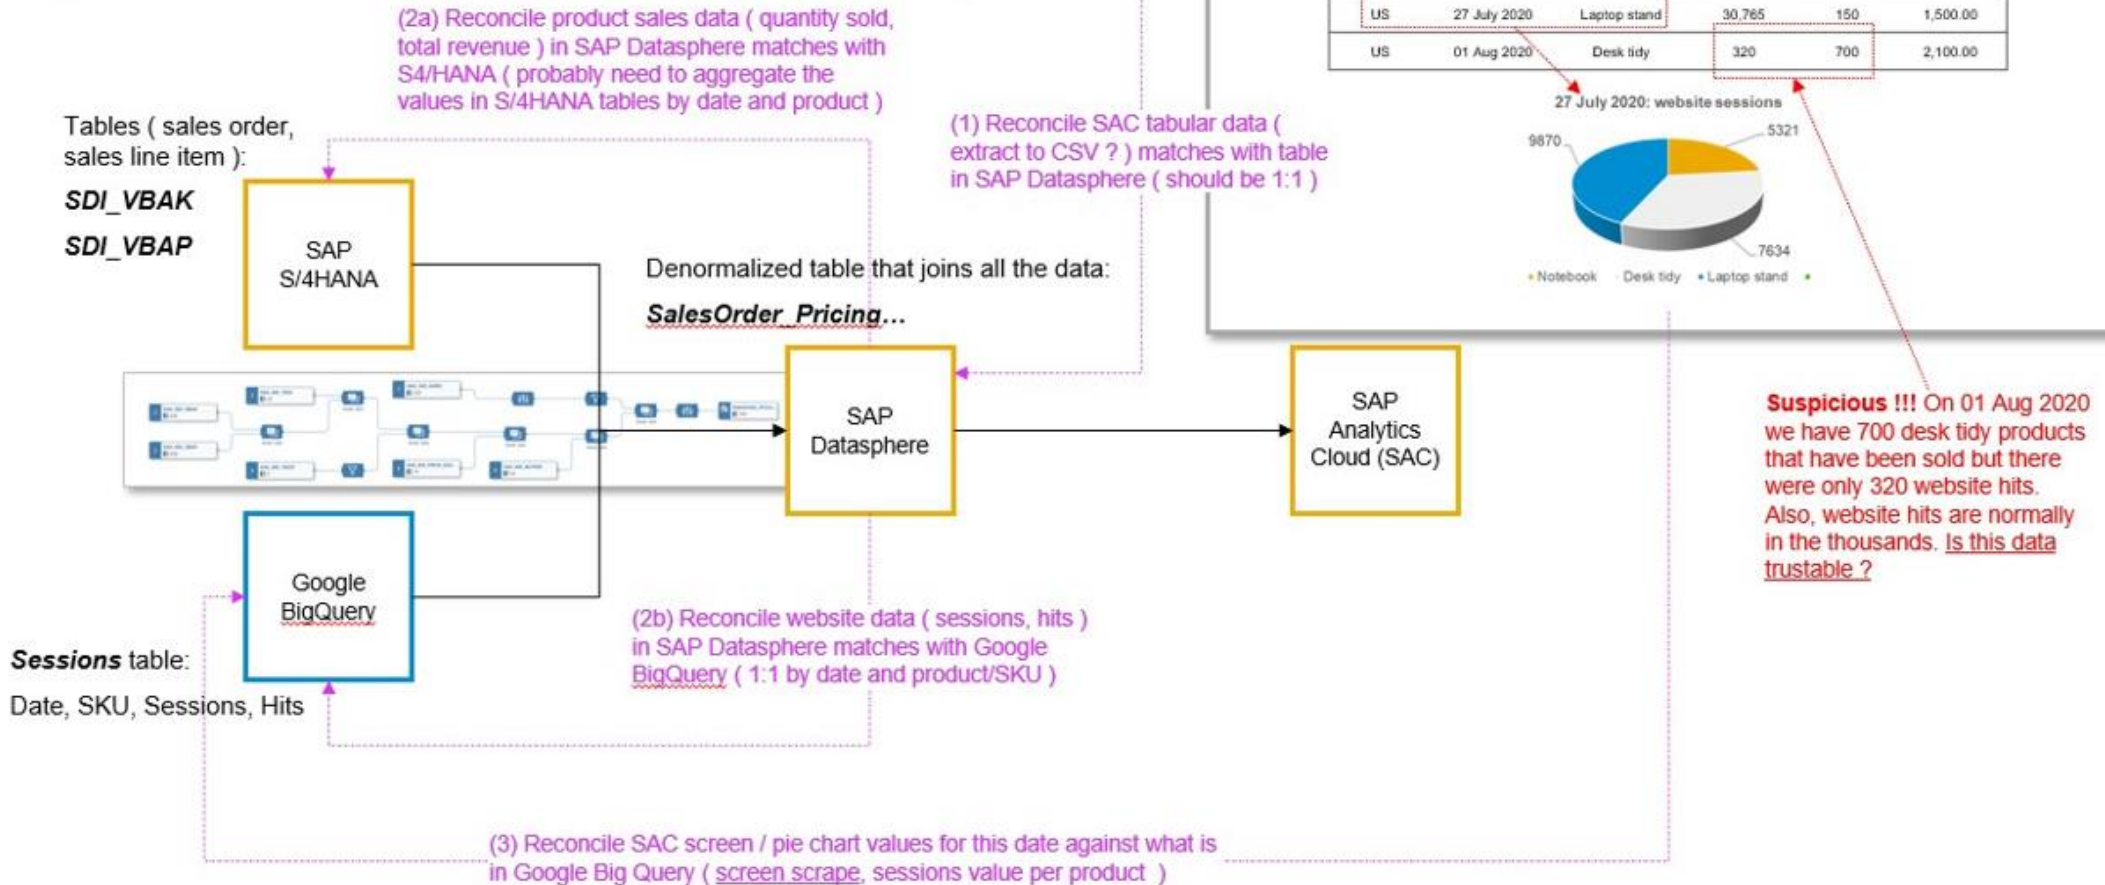 (2a) Reconcile product sales data ( quantity sold,
total revenue ) in SAP Datasphere matches with
S4/HANA ( probably need to aggregate the
values in S/4HANA tables by date and product )
US 27 July 2020 Laptop stand 30,765 150 1,500.00
US 01 Aug 2020 Desk tidy 320 700 2,100.00
27 July 2020: website sessions
9870
5321
7634
Notebook Desk tidy Laptop stand
(1) Reconcile SAC tabular data (
extract to CSV ? ) matches with table
in SAP Datasphere ( should be 1:1 )
Tables ( sales order,
sales line item ):
SDI_VBAK
SDI_VBAP
SAP
S/4HANA
Denormalized table that joins all the data:
SalesOrder_Pricing...
SAP
Datasphere
SAP
Analytics
Cloud (SAC)
Suspicious !!! On 01 Aug 2020
we have 700 desk tidy products
that have been sold but there
were only 320 website hits.
Also, website hits are normally
in the thousands. Is this data
trustable ?
Google
BigQuery
Sessions table:
Date, SKU, Sessions, Hits
(2b) Reconcile website data ( sessions, hits )
in SAP Datasphere matches with Google
BigQuery ( 1:1 by date and product/SKU )
(3) Reconcile SAC screen / pie chart values for this date against what is
in Google Big Query ( screen scrape, sessions value per product )